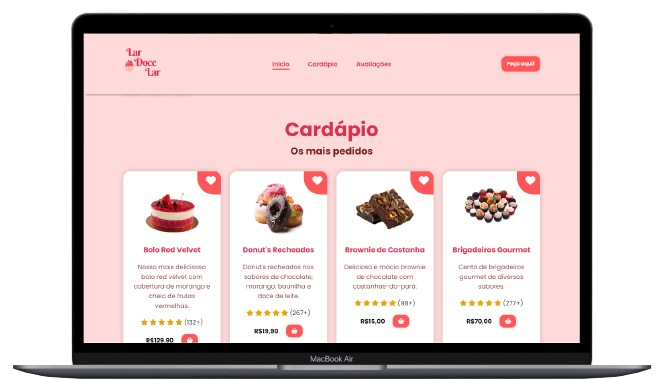 Lar
Doce
Lar
Início
Cardápio
Avaliações
Peça aqui!
Cardápio
Os mais pedidos
Bolo Red Velvet
Nosso mais delicioso
bolo red velvet com
cobertura de morango e
cheio de frutas
vermelhas.
(132+)
R$129,90
Donut's Recheados
Donut's recheados nos
sabores de chocolate,
morango, baunilha e
doce de leite.
(267+)
R$19,90
Brownie de Castanha
Delicioso e macio brownie
de chocolate com
castanhas-do-pará.
(98+)
R$15,00
Brigadeiros Gourmet
Cento de brigadeiros
gourmet de diversos
sabores.
(277+)
R$70,00
MacBook Air